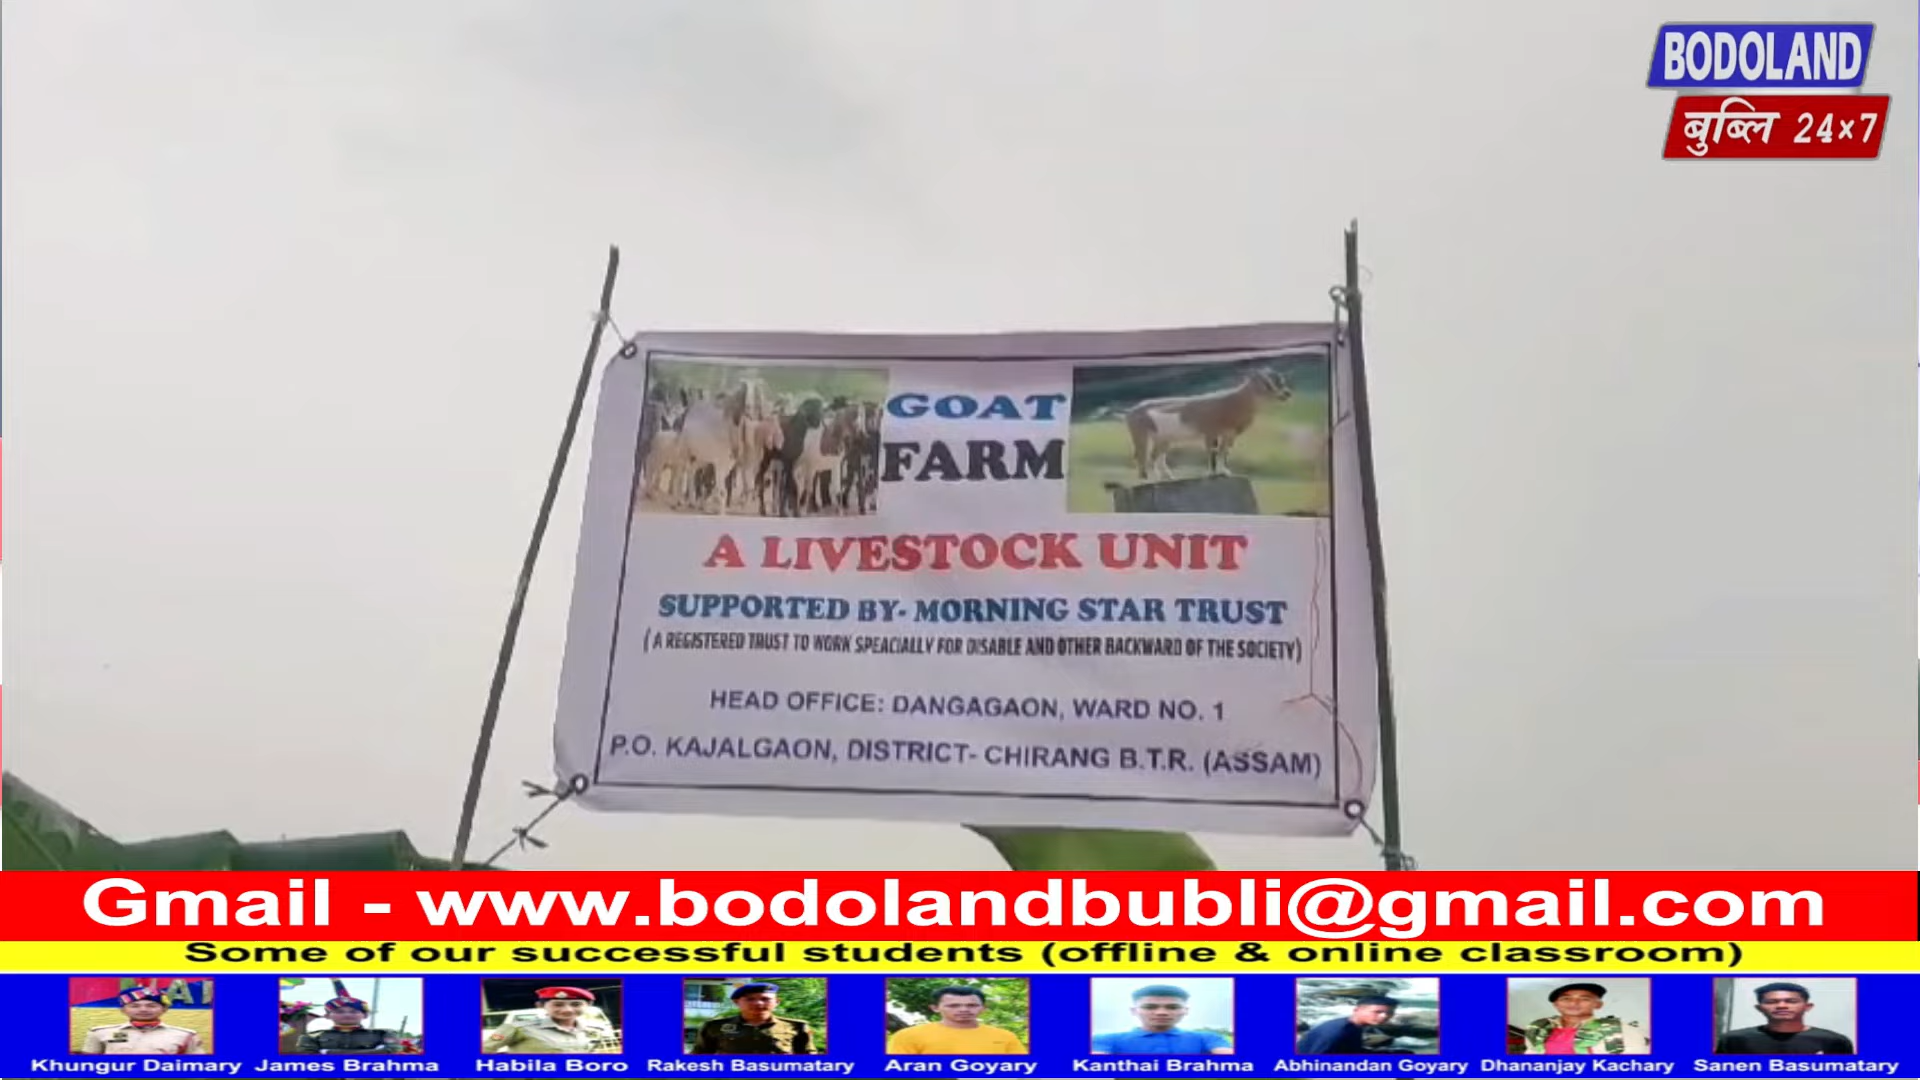 BODOLAND
बुब्लि 24×7
GOAT
FARM
A LIVESTOCK UNIT
SUPPORTED BY- MORNING STAR TRUST
( A REGISTERED TRUST TO WORK SPEACIALLY FOR DISABLE AND OTHER BACKWARD OF THE SOCIETY)
HEAD OFFICE: DANGAGAON, WARD NO. 1
P.O. KAJALGAON, DISTRICT- CHIRANG B.T.R. (ASSAM)
Gmail - www.bodolandbubli@gmail.com
Some of our successful students (offline & online classroom)
Khungur Daimary James Brahma Habila Boro Rakesh Basumatary Aran Goyary Kanthai Brahma Abhinandan Goyary Dhananjay Kachary Sanen Basumatary